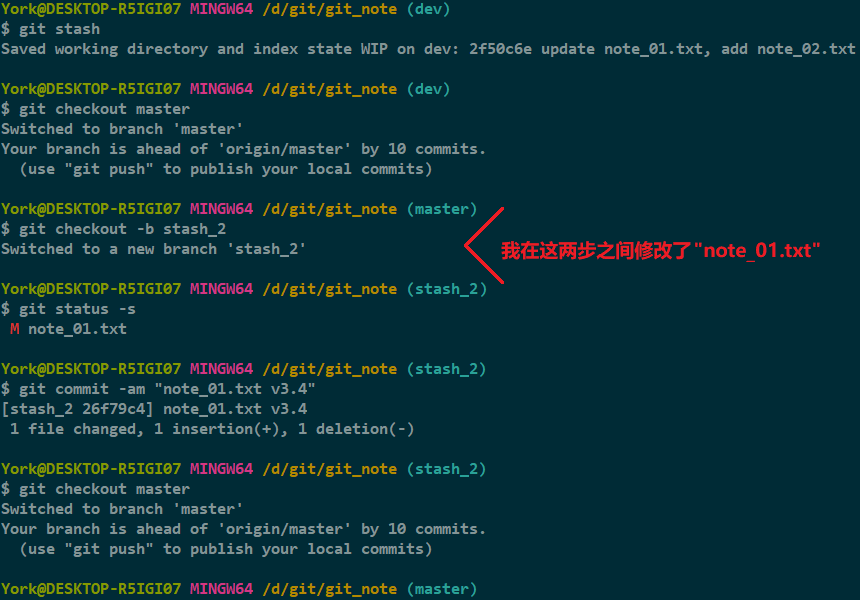 York@DESKTOP-R5IGI07 MINGW64 /d/git/git_note (dev)
$ git stash
Saved working directory and index state WIP on dev: 2f50c6e update note_01.txt, add note_02.txt
York@DESKTOP-R5IGI07 MINGW64 /d/git/git_note (dev)
$ git checkout master
Switched to branch 'master'
Your branch is ahead of 'origin/master' by 10 commits.
  (use "git push" to publish your local commits)
York@DESKTOP-R5IGI07 MINGW64 /d/git/git_note (master)
$ git checkout -b stash_2
Switched to a new branch 'stash_2'
我在这两步之间修改了"note_01.txt"
York@DESKTOP-R5IGI07 MINGW64 /d/git/git_note (stash_2)
$ git status -s
 M note_01.txt
York@DESKTOP-R5IGI07 MINGW64 /d/git/git_note (stash_2)
$ git commit -am "note_01.txt v3.4"
[stash_2 26f79c4] note_01.txt v3.4
 1 file changed, 1 insertion(+), 1 deletion(-)
York@DESKTOP-R5IGI07 MINGW64 /d/git/git_note (stash_2)
$ git checkout master
Switched to branch 'master'
Your branch is ahead of 'origin/master' by 10 commits.
  (use "git push" to publish your local commits)
York@DESKTOP-R5IGI07 MINGW64 /d/git/git_note (master)